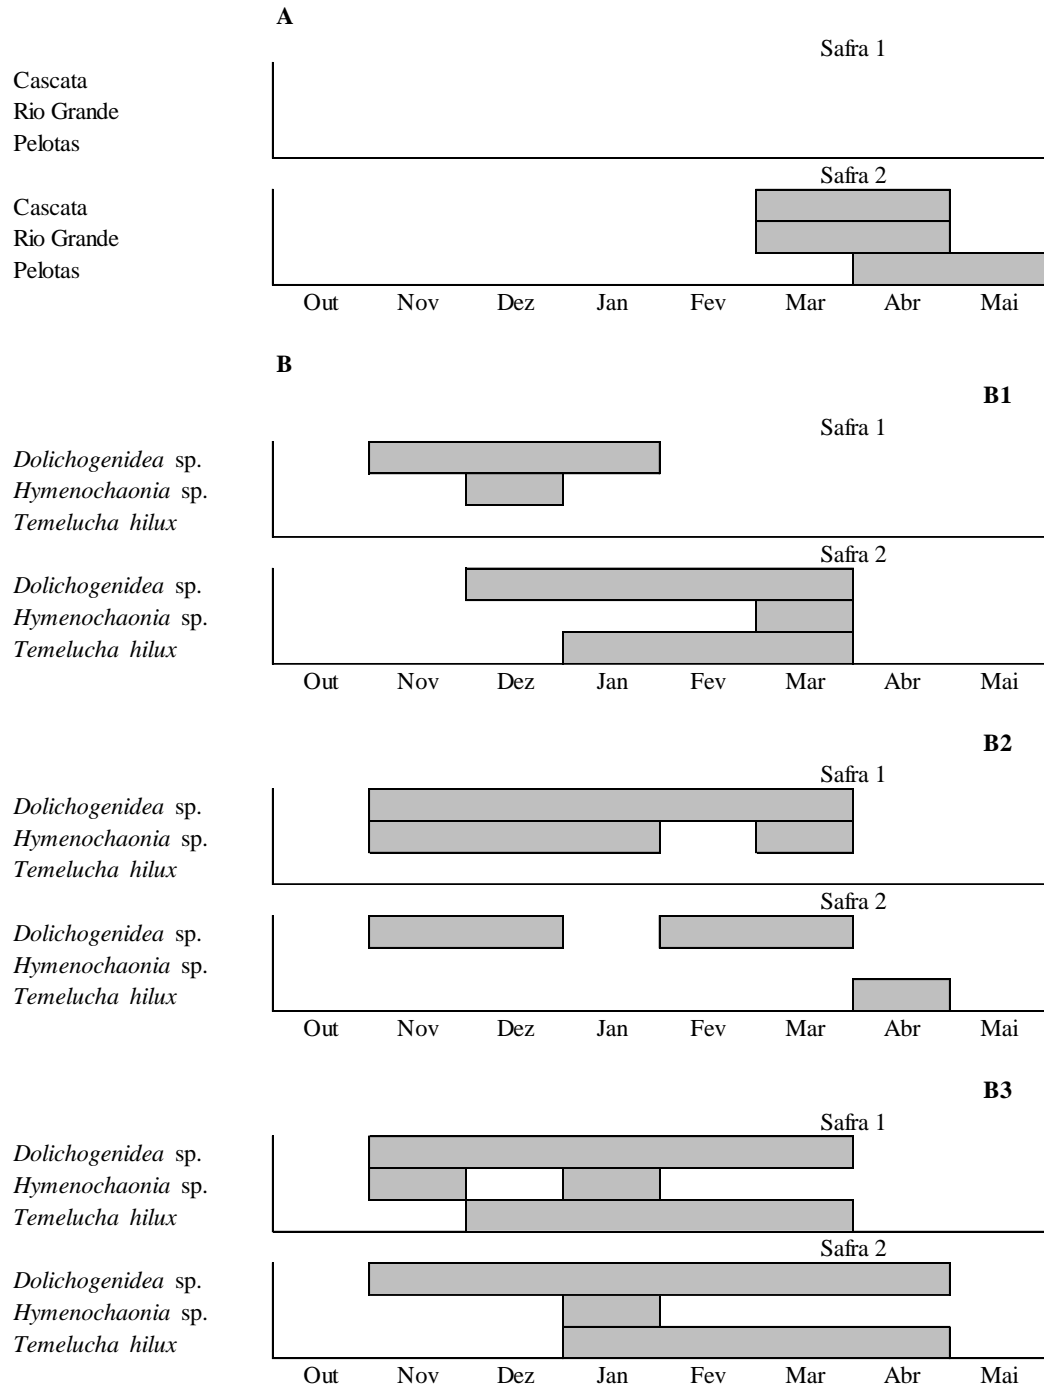 A
Safra 1
Cascata
Rio Grande
Pelotas
Safra 2
Cascata
Rio Grande
Pelotas
Out Nov Dez Jan Fev Mar Abr Mai
B
B1
Safra 1
Dolichogenidea sp.
Hymenochaonia sp.
Temelucha hilux
Safra 2
Dolichogenidea sp.
Hymenochaonia sp.
Temelucha hilux
Out Nov Dez Jan Fev Mar Abr Mai
B2
Safra 1
Dolichogenidea sp.
Hymenochaonia sp.
Temelucha hilux
Safra 2
Dolichogenidea sp.
Hymenochaonia sp.
Temelucha hilux
Out Nov Dez Jan Fev Mar Abr Mai
B3
Safra 1
Dolichogenidea sp.
Hymenochaonia sp.
Temelucha hilux
Safra 2
Dolichogenidea sp.
Hymenochaonia sp.
Temelucha hilux
Out Nov Dez Jan Fev Mar Abr Mai